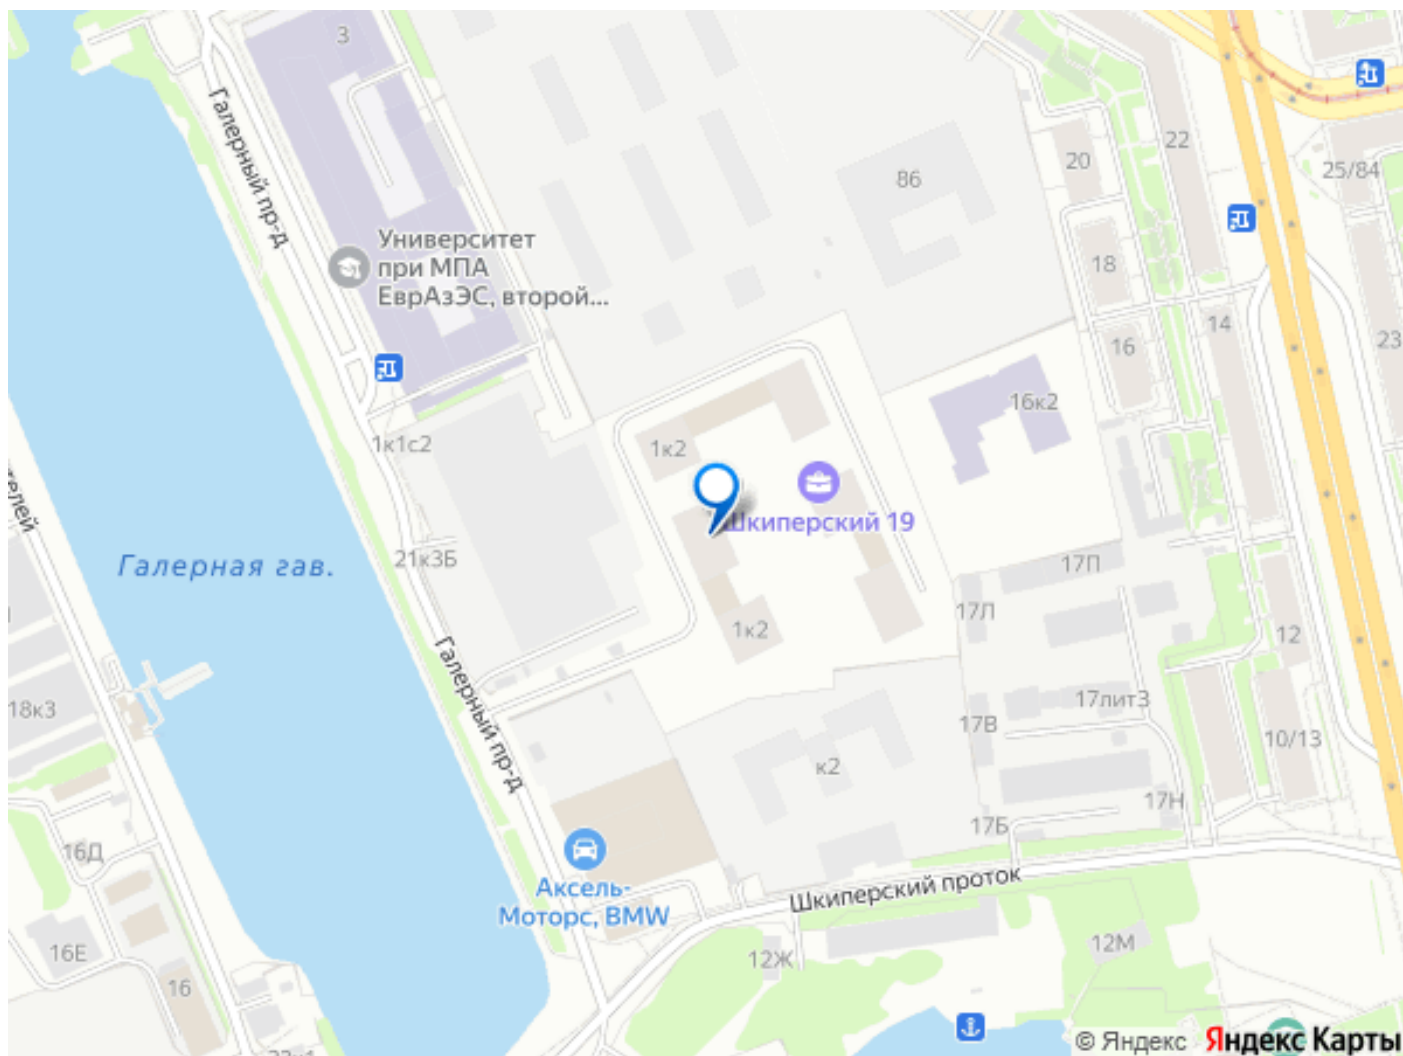 3
Галерный пр-д
22
20
25/84
86
Университет
при МПА
ЕврАзЭС, второй...
18
14
16
23
16к2
1к1с2
1к2
Шкиперский 19
Галерная гав.
21к3Б
17П
17Л
1к2
12
Галерный пр-д
18к3
17лит3
17В
10/13
к2
17Н
17Б
16Д
Аксель-
Моторс, BMW
Шкиперский проток
16Е
12Ж
12М
16
© Яндекс Яндекс Карты